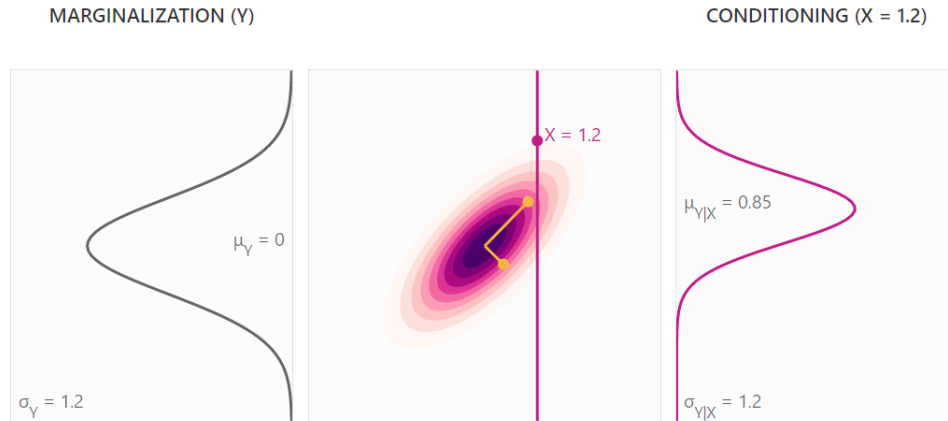 MARGINALIZATION (Y)
CONDITIONING (X = 1.2)
X = 1.2
μY|X = 0.85
μY = 0
σY = 1.2
σY|X = 1.2